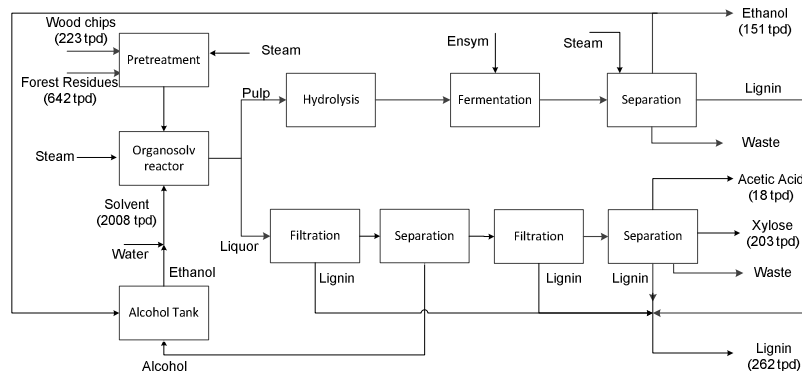 Wood chips
(223 tpd)
Forest Residues
(642 tpd)
Pretreatment
Steam
Ensym
Steam
Ethanol
(151 tpd)
Pulp
Hydrolysis
Fermentation
Separation
Lignin
Waste
Steam
Organosolv
reactor
Solvent
(2008 tpd)
Water
Ethanol
Liquor
Filtration
Separation
Filtration
Separation
Acetic Acid
(18 tpd)
Xylose
(203 tpd)
Waste
Lignin
Lignin
Lignin
Alcohol Tank
Alcohol
Lignin
(262 tpd)